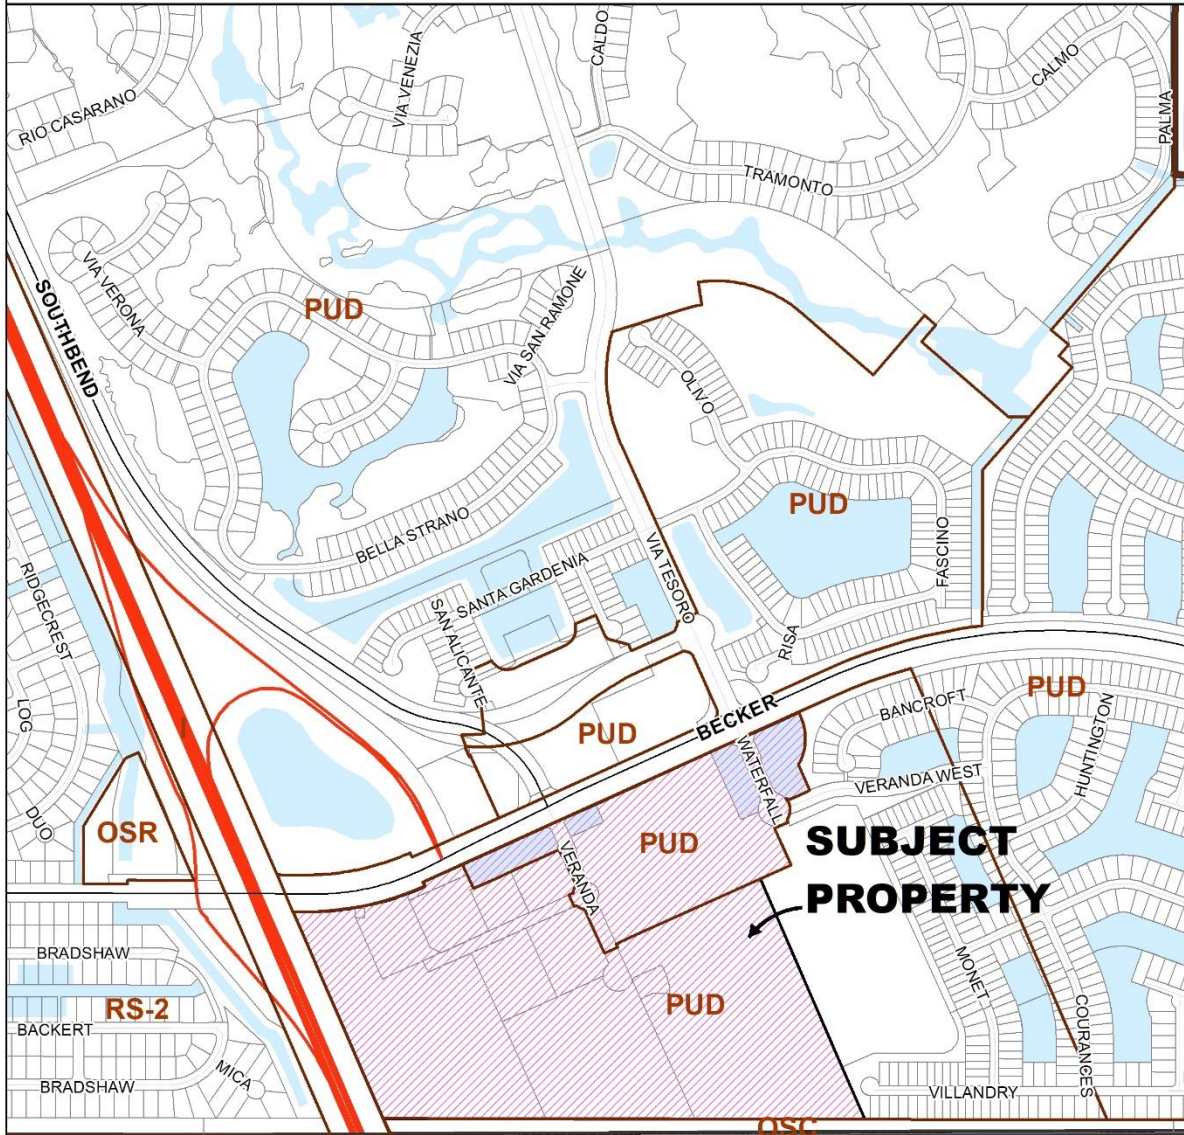 CALDO
VIA VENEZIA
CALMO
RIO CASARANO
PALMA
TRAMONTO
VIA VERONA
SOUTHBEND
PUD
VIA SAN RAMONE
OLIVO
PUD
BELLA STRANO
FASCINO
VIA TESORO
SANTA GARDENIA
RIDGECREST
SAN ALICANTE
RISA
LOG
PUD
BECKER
BANCROFT
PUD
HUNTINGTON
WATERFALL
VERANDA WEST
DUO
OSR
PUD
SUBJECT
PROPERTY
VERANDA
BRADSHAW
MONET
RS-2
PUD
BACKERT
COURANCES
MICA
BRADSHAW
VILLANDRY
OSC